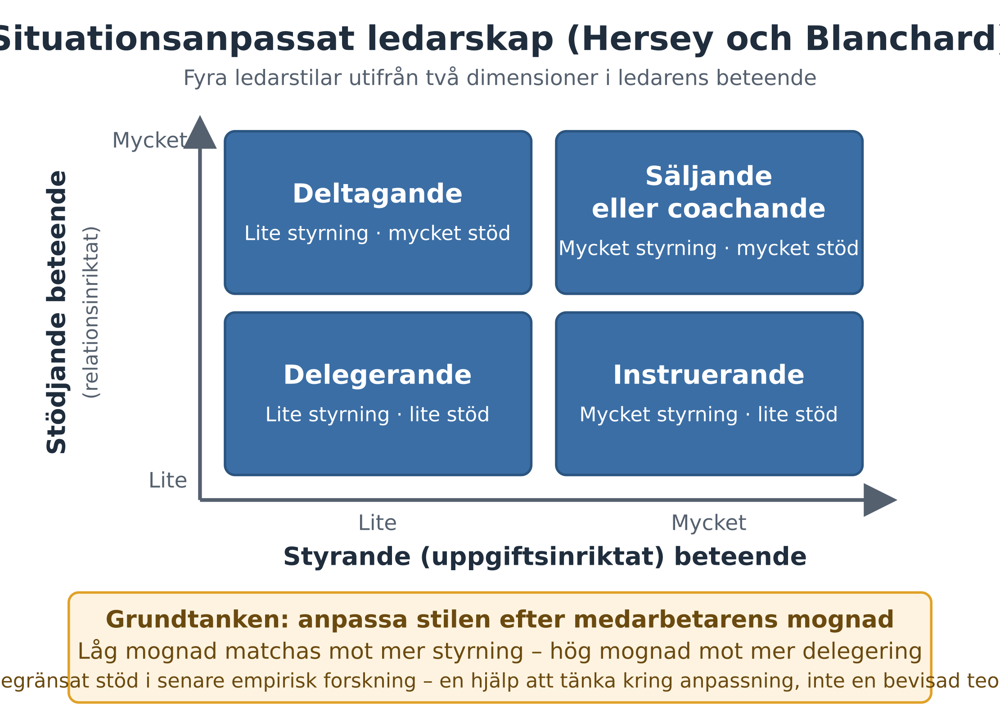 Situationsanpassat ledarskap (Hersey och Blanchard)
Fyra ledarstilar utifrån två dimensioner i ledarens beteende
Mycket
Stödjande beteende
(relationsinriktat)
Lite
Deltagande
Lite styrning · mycket stöd
Säljande
eller coachande
Mycket styrning · mycket stöd
Delegerande
Lite styrning · lite stöd
Instruerande
Mycket styrning · lite stöd
Lite
Mycket
Styrande (uppgiftsinriktat) beteende
Grundtanken: anpassa stilen efter medarbetarens mognad
Låg mognad matchas mot mer styrning – hög mognad mot mer delegering
egränsat stöd i senare empirisk forskning – en hjälp att tänka kring anpassning, inte en bevisad teo